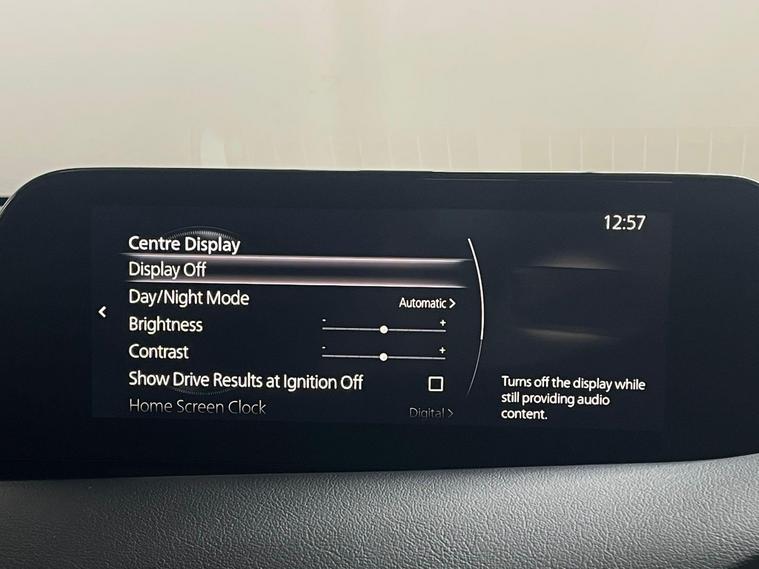 12:57
Centre Display
Display Off
Day/Night Mode Automatic >
Brightness - +
Contrast - +
Show Drive Results at Ignition Off
Home Screen Clock Digital >
Turns off the display while
still providing audio
content.